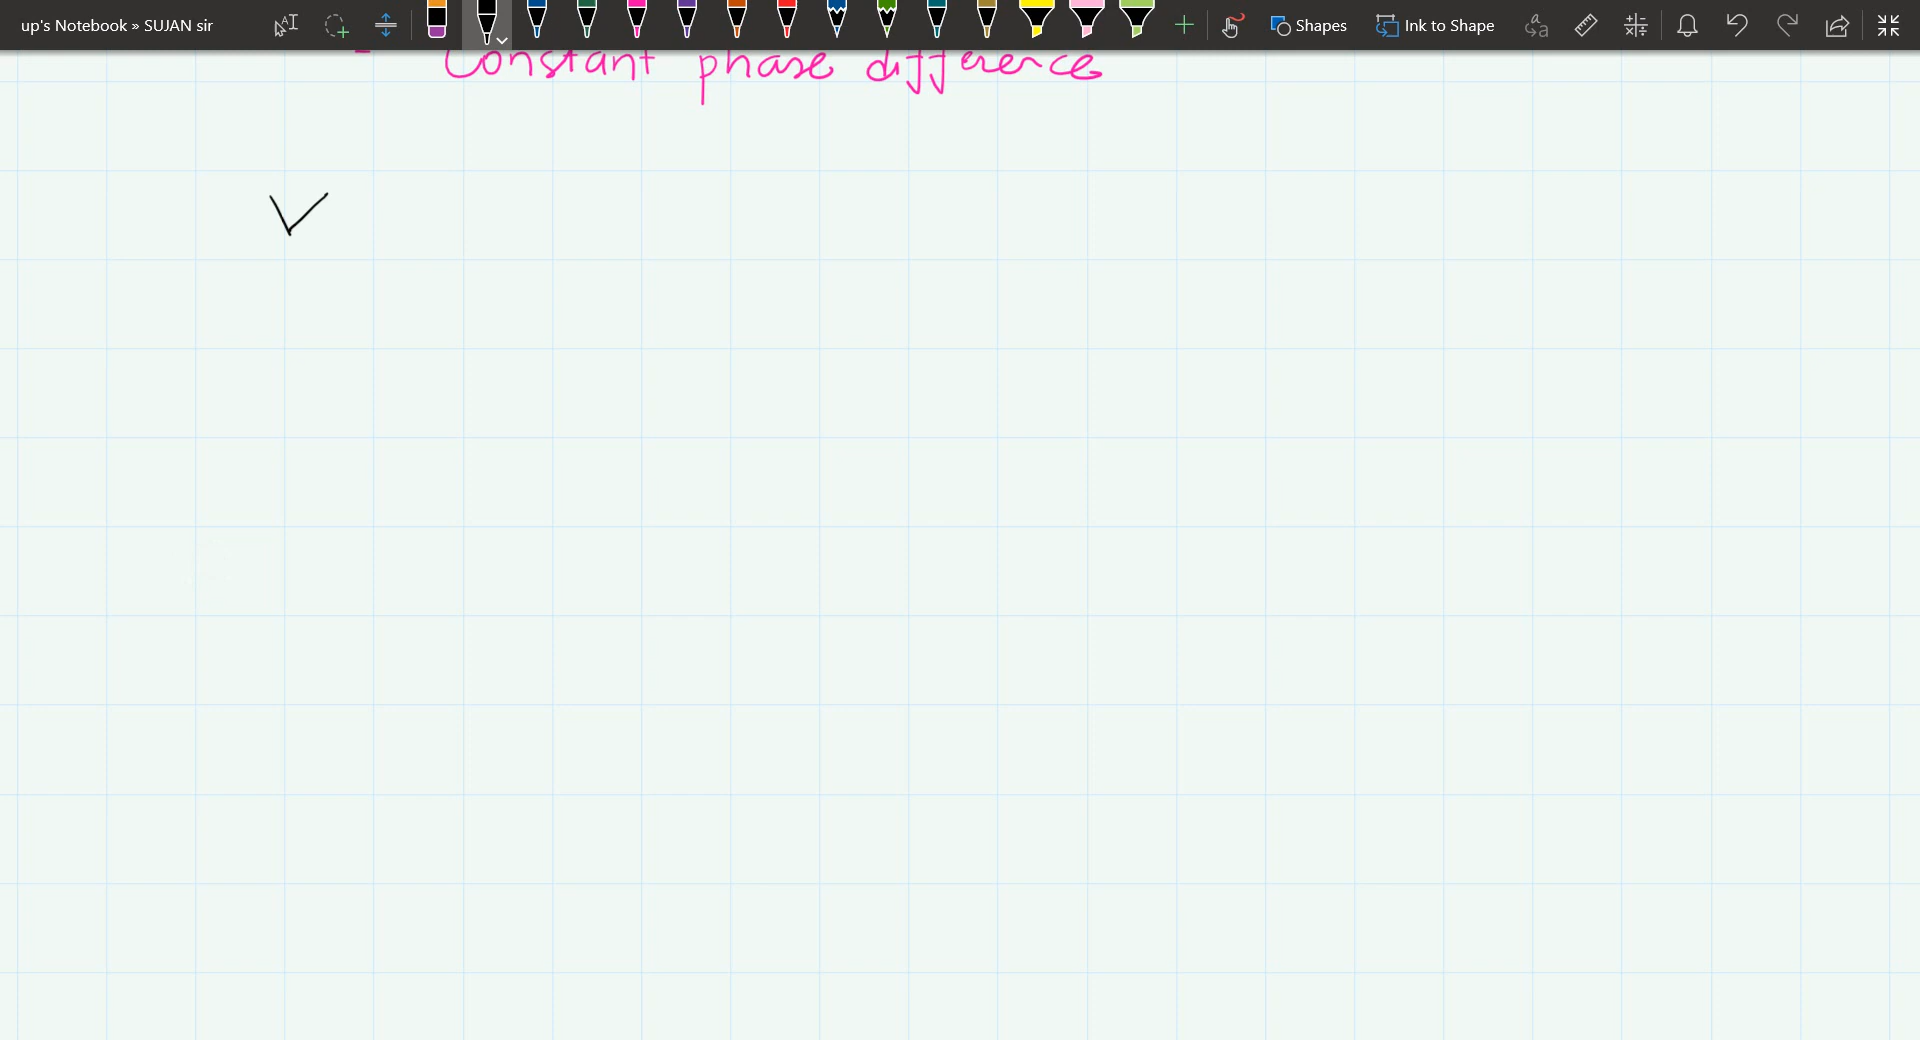 up's Notebook » SUJAN sir Shapes Ink to Shape
- Constant phase difference